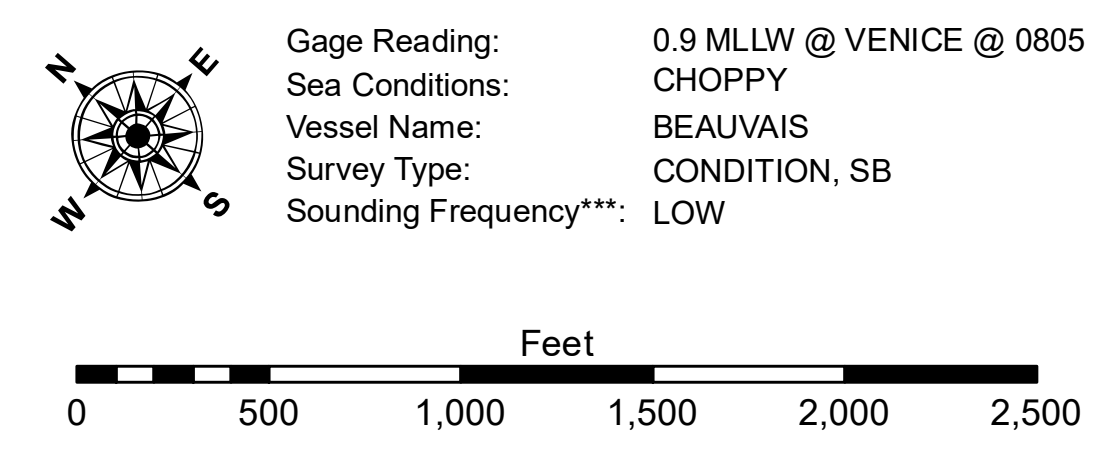 N
E
W
S
Gage Reading: 0.9 MLLW @ VENICE @ 0805
Sea Conditions: CHOPPY
Vessel Name: BEAUVAIS
Survey Type: CONDITION, SB
Sounding Frequency***: LOW
Feet
0 500 1,000 1,500 2,000 2,500